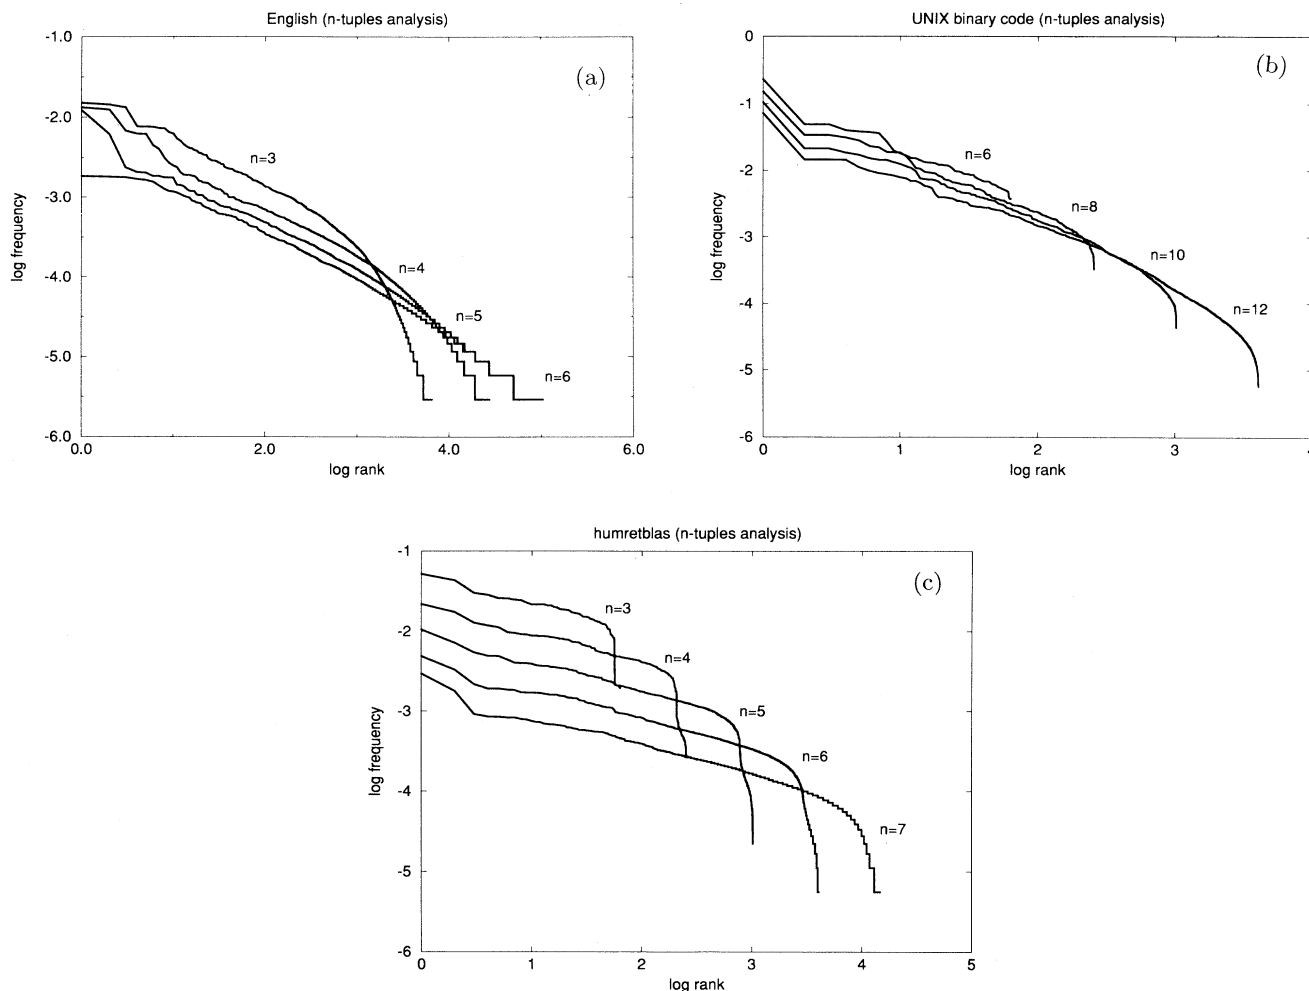 English (n-tuples analysis)
(a)
-1.0
-2.0
-3.0
-4.0
-5.0
-6.0
log frequency
n=3
n=4
n=5
n=6
0.0
2.0
4.0
6.0
log rank
UNIX binary code (n-tuples analysis)
(b)
0
-1
-2
-3
-4
-5
-6
log frequency
n=6
n=8
n=10
n=12
0
1
2
3
log rank
humretblas (n-tuples analysis)
(c)
-1
-2
-3
-4
-5
-6
log frequency
n=3
n=4
n=5
n=6
n=7
0
1
2
3
4
5
log rank